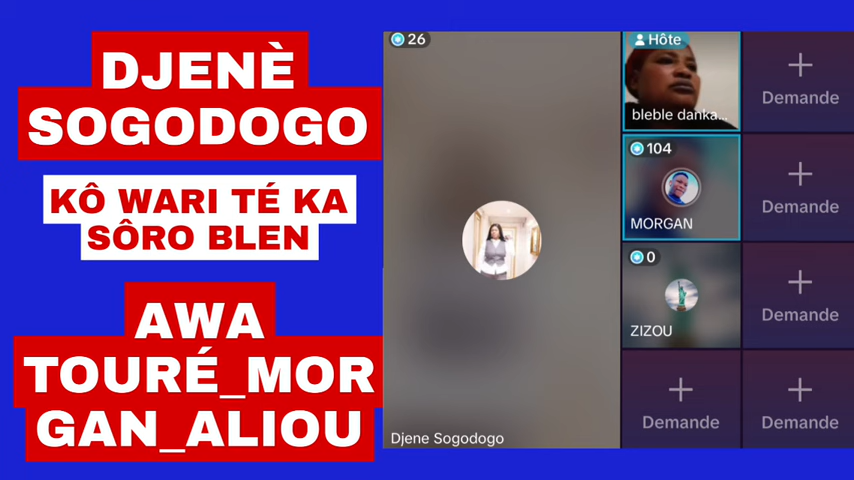 DJENÈ
SOGODOGO
KÔ WARI TÉ KA
SÔRO BLEN
AWA
TOURÉ_MOR
GAN_ALIOU
26
Djene Sogodogo
Hôte
bleble danka...
104
MORGAN
0
ZIZOU
Demande
Demande
Demande
Demande
Demande